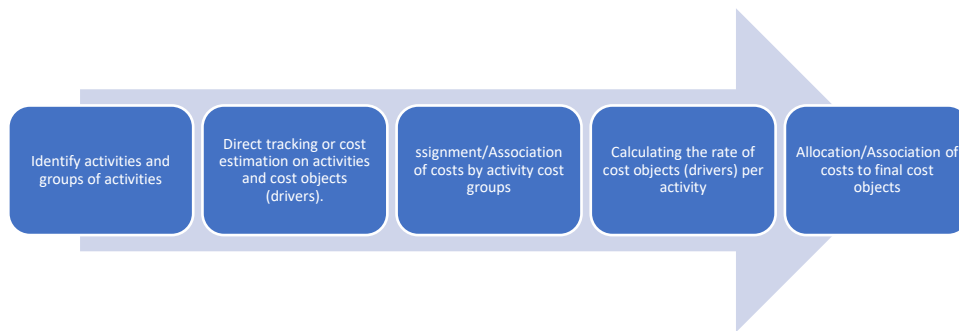 Identify activities and
groups of activities
Direct tracking or cost
estimation on activities
and cost objects
(drivers).
ssignment/Association
of costs by activity cost
groups
Calculating the rate of
cost objects (drivers) per
activity
Allocation/Association of
costs to final cost
objects